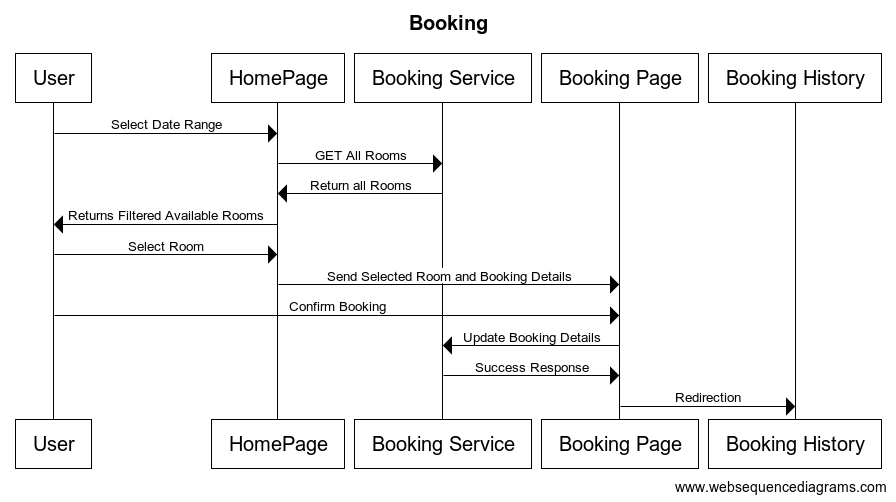 Booking
User HomePage Booking Service Booking Page Booking History
Select Date Range
GET All Rooms
Return all Rooms
Returns Filtered Available Rooms
Select Room
Send Selected Room and Booking Details
Confirm Booking
Update Booking Details
Success Response
Redirection
User HomePage Booking Service Booking Page Booking History
www.websequencediagrams.com